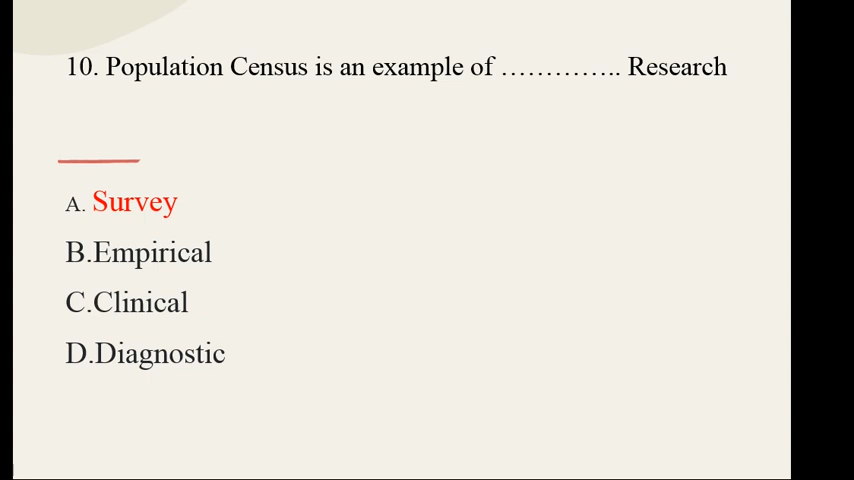 10. Population Census is an example of ………….. Research
A. Survey
B.Empirical
C.Clinical
D.Diagnostic